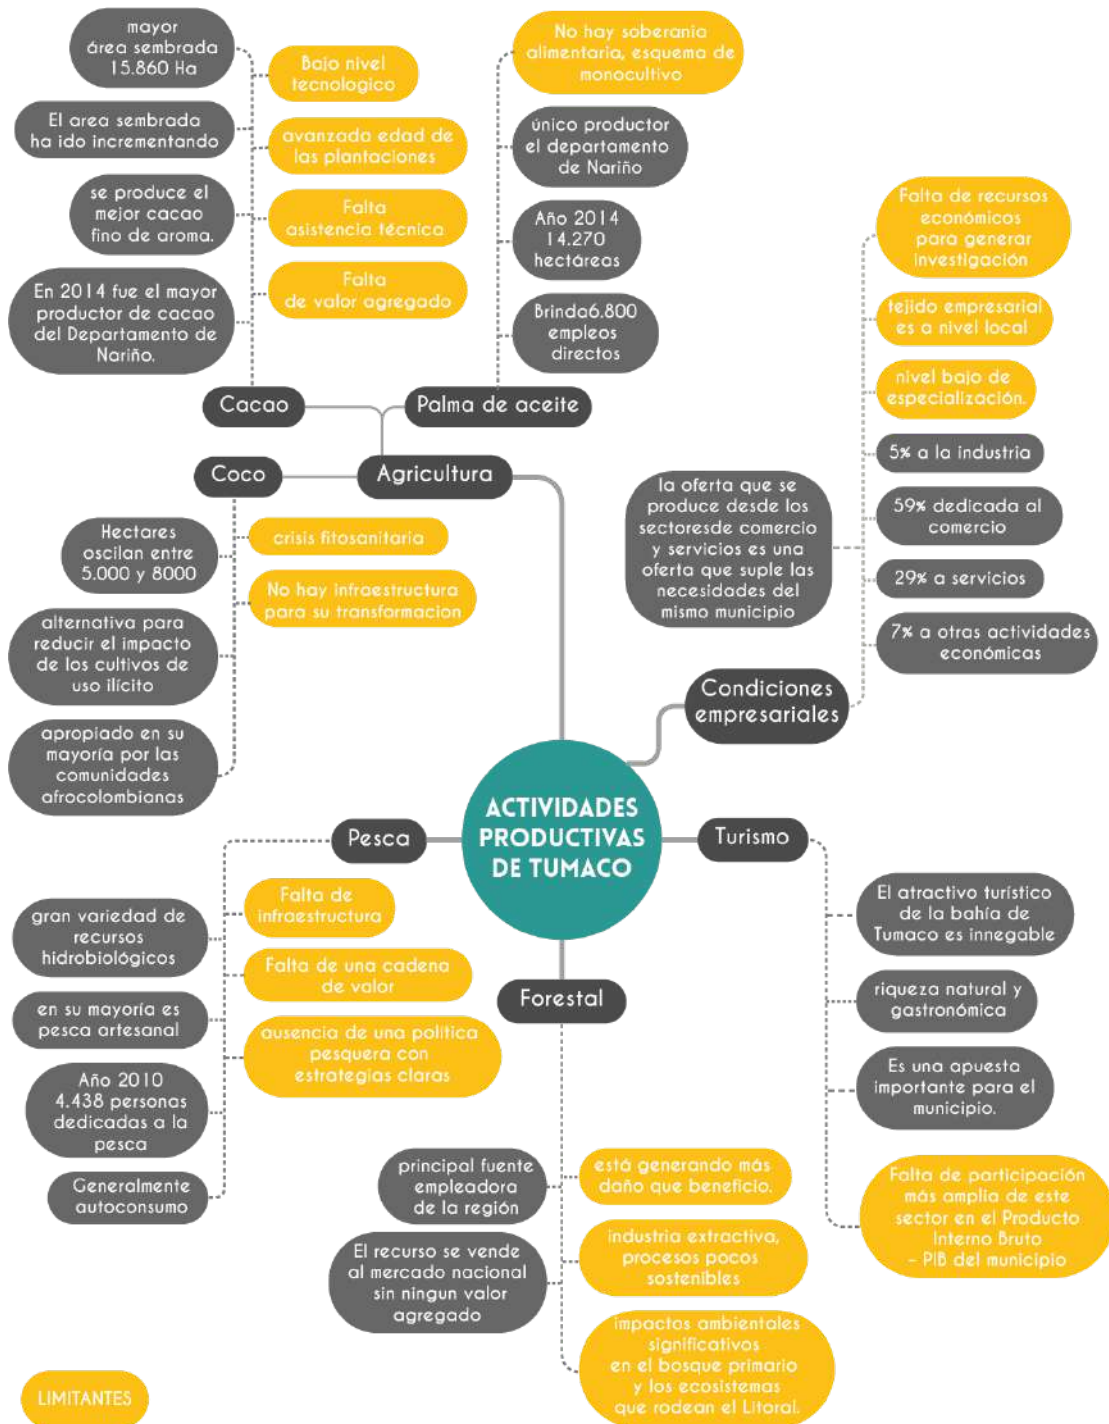 mayor
área sembrada
15.860 Ha
El area sembrada
ha ido incrementando
se produce el
mejor cacao
fino de aroma.
En 2014 fue el mayor
productor de cacao
del Departamento de
Nariño.
Bajo nivel
tecnologico
avanzada edad de
las plantaciones
Falta
asistencia técnica
Falta
de valor agregado
Cacao
No hay soberania
alimentaria, esquema de
monocultivo
único productor
el departamento
de Nariño
Año 2014
14.270
hectáreas
Brinda6.800
empleos
directos
Palma de aceite
Coco
Agricultura
Hectares
oscilan entre
5.000 y 8000
alternativa para
reducir el impacto
de los cultivos de
uso ilícito
apropiado en su
mayoría por las
comunidades
afrocolombianas
crisis fitosanitaria
No hay infraestructura
para su transformacion
Falta de recursos
económicos
para generar
investigación
tejido empresarial
es a nivel local
nivel bajo de
especialización.
5% a la industria
59% dedicada al
comercio
29% a servicios
7% a otras actividades
económicas
la oferta que se
produce desde los
sectoresde comercio
y servicios es una
oferta que suple las
necesidades del
mismo municipio
Condiciones
empresariales
ACTIVIDADES
PRODUCTIVAS
DE TUMACO
Pesca
gran variedad de
recursos
hidrobiológicos
en su mayoría es
pesca artesanal
Año 2010
4.438 personas
dedicadas a la
pesca
Generalmente
autoconsumo
Falta de
infraestructura
Falta de una cadena
de valor
ausencia de una política
pesquera con
estrategias claras
Turismo
El atractivo turístico
de la bahía de
Tumaco es innegable
riqueza natural y
gastronómica
Es una apuesta
importante para el
municipio.
Falta de participación
más amplia de este
sector en el Producto
Interno Bruto
– PIB del municipio
Forestal
principal fuente
empleadora
de la región
El recurso se vende
al mercado nacional
sin ningun valor
agregado
está generando más
daño que beneficio.
industria extractiva,
procesos pocos
sostenibles
impactos ambientales
significativos
en el bosque primario
y los ecosistemas
que rodean el Litoral.
LIMITANTES